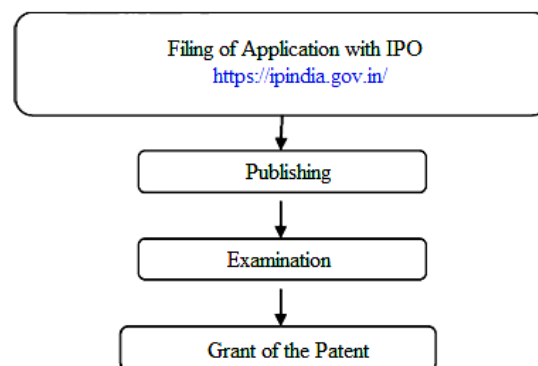 Filing of Application with IPO
https://ipindia.gov.in/
Publishing
Examination
Grant of the Patent